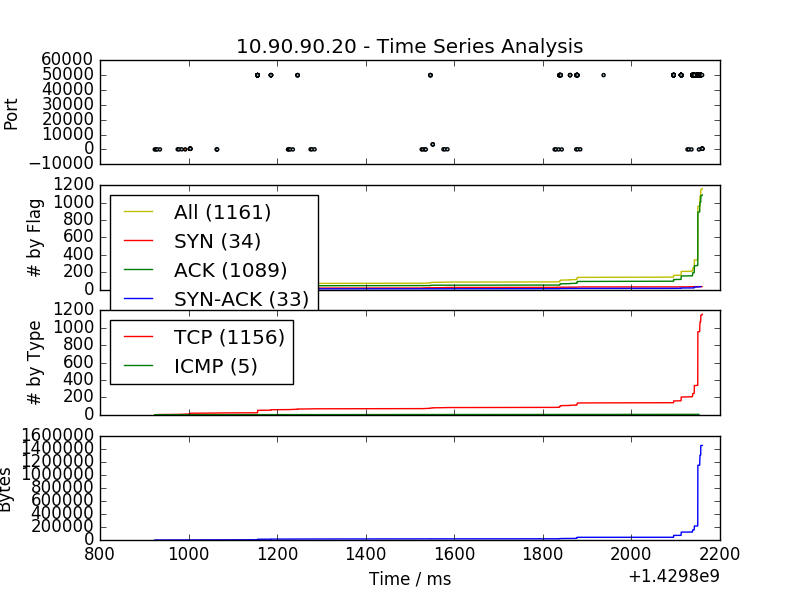 10.90.90.20 - Time Series Analysis
60000
50000
40000
30000
20000
10000
0
−10000
Port
1200
1000
800
600
400
200
0
# by Flag
All (1161)
SYN (34)
ACK (1089)
SYN-ACK (33)
1200
1000
800
600
400
200
0
# by Type
TCP (1156)
ICMP (5)
1600000
1400000
1200000
1000000
800000
600000
400000
200000
0
Bytes
800 1000 1200 1400 1600 1800 2000 2200
Time / ms
+1.4298e9